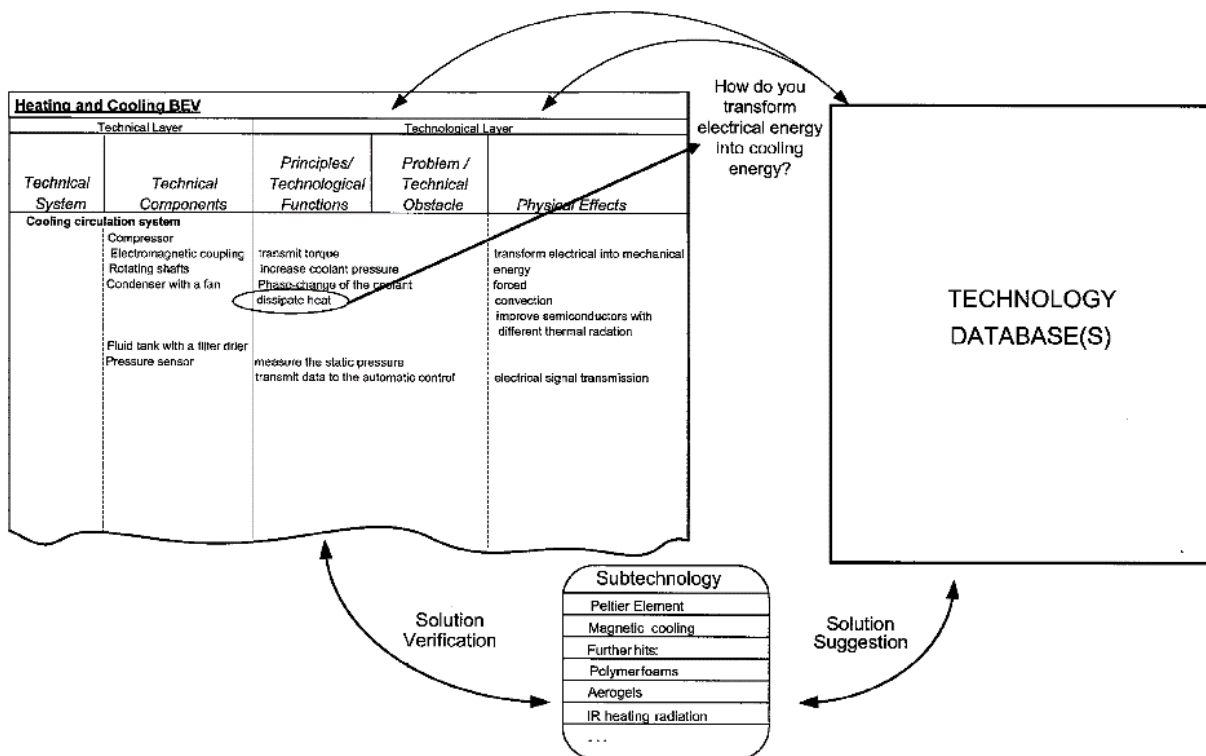 Heating and Cooling BEV
Technical Layer
Technological Layer
Technical
System
Technical
Components
Principles/
Technological
Functions
Problem /
Technical
Obstacle
Physical Effects
Cooling circulation system
Compressor
Electromagnetic coupling
Rotating shafts
Condenser with a fan
Fluid tank with a filter drier
Pressure sensor
transmit torque
increase coolant pressure
Phase-change of the coolant
dissipate heat
measure the static pressure
transmit data to the automatic control
transform electrical into mechanical
energy
forced
convection
improve semiconductors with
different thermal radation
electrical signal transmission
How do you
transform
electrical energy
into cooling
energy?
TECHNOLOGY
DATABASE(S)
Solution
Verification
Subtechnology
Peltier Element
Magnetic cooling
Further hits:
Polymerfoams
Aerogels
IR heating radiation
...
Solution
Suggestion